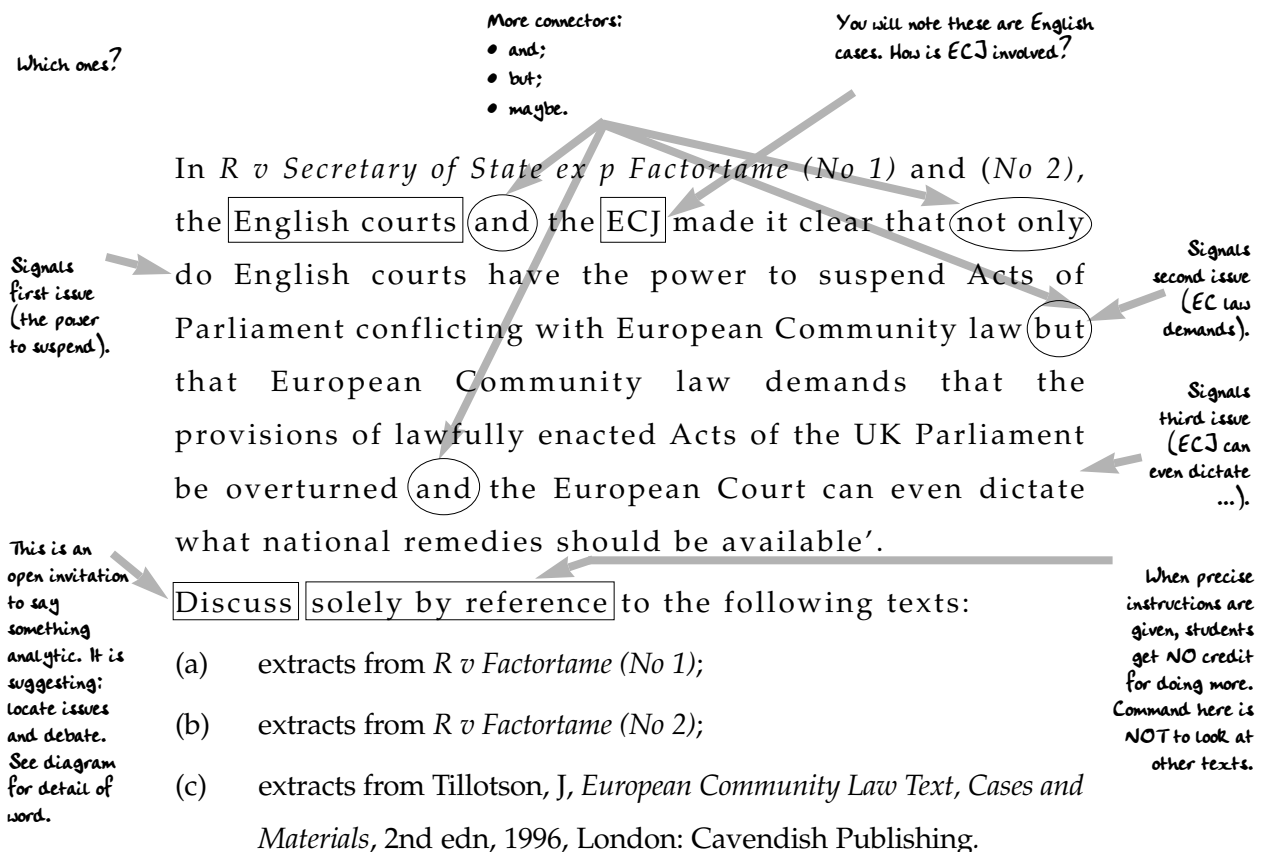 Which ones?
More connectors:
• and;
• but;
• maybe.
You will note these are English
cases. How is ECJ involved?
In R v Secretary of State ex p Factortame (No 1) and (No 2),
the English courts and the ECJ made it clear that not only
do English courts have the power to suspend Acts of
Parliament conflicting with European Community law but
that European Community law demands that the
provisions of lawfully enacted Acts of the UK Parliament
be overturned and the European Court can even dictate
what national remedies should be available'.
Signals
first issue
(the power
to suspend).
Signals
second issue
(EC law
demands).
Signals
third issue
(ECJ can
even dictate
...).
This is an
open invitation
to say
something
analytic. It is
suggesting:
locate issues
and debate.
See diagram
for detail of
word.
Discuss solely by reference to the following texts:
(a) extracts from R v Factortame (No 1);
(b) extracts from R v Factortame (No 2);
(c) extracts from Tillotson, J, European Community Law Text, Cases and
Materials, 2nd edn, 1996, London: Cavendish Publishing.
When precise
instructions are
given, students
get NO credit
for doing more.
Command here is
NOT to look at
other texts.